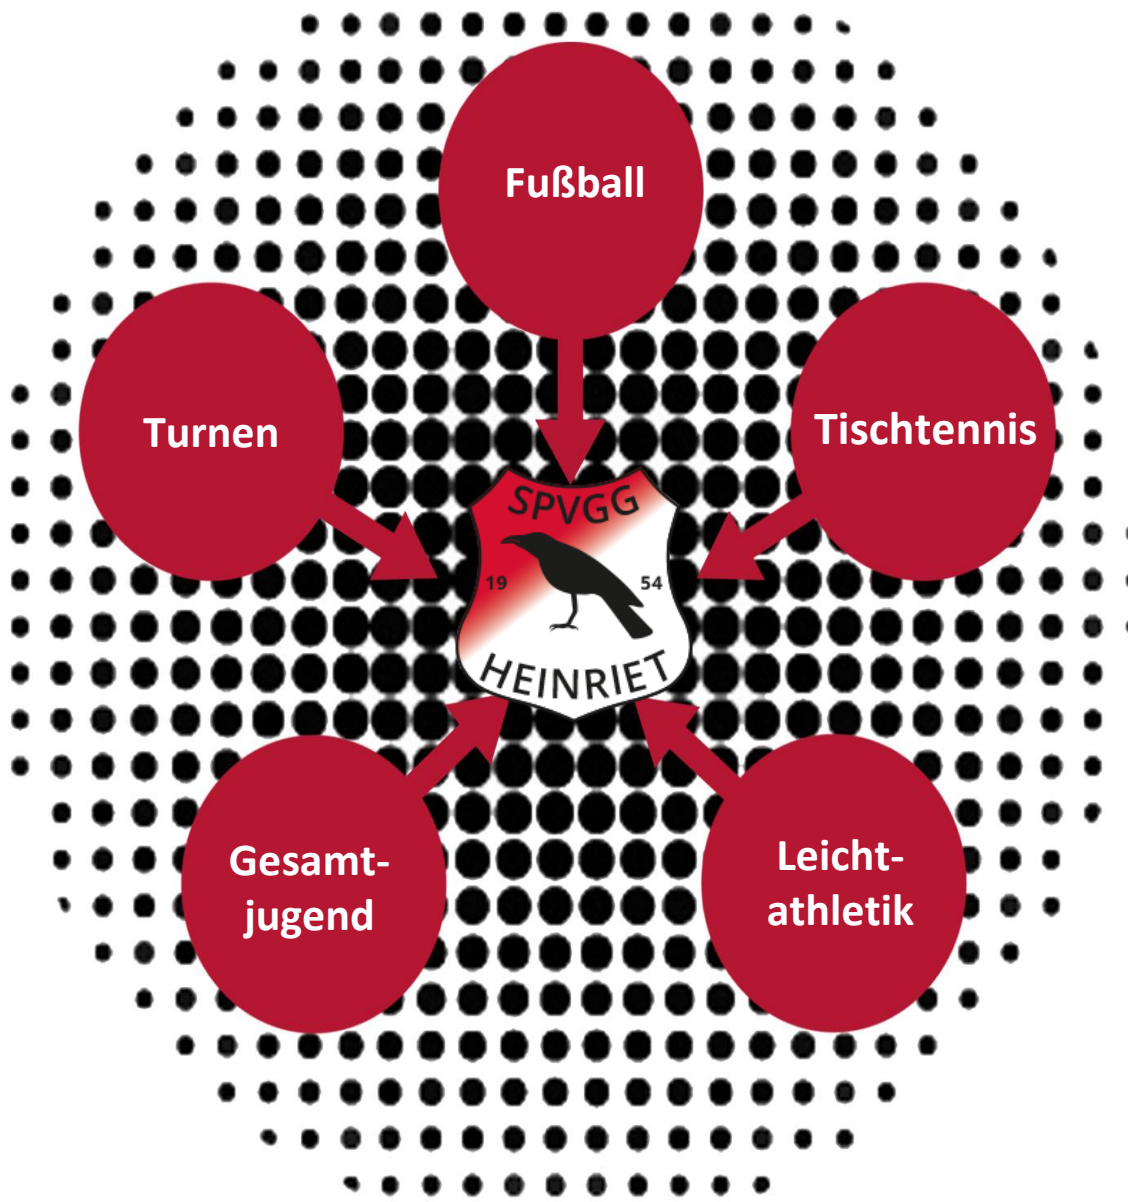 Fußball
Turnen
Tischtennis
SPVGG
19 54
HEINRIET
Gesamt-
jugend
Leicht-
athletik